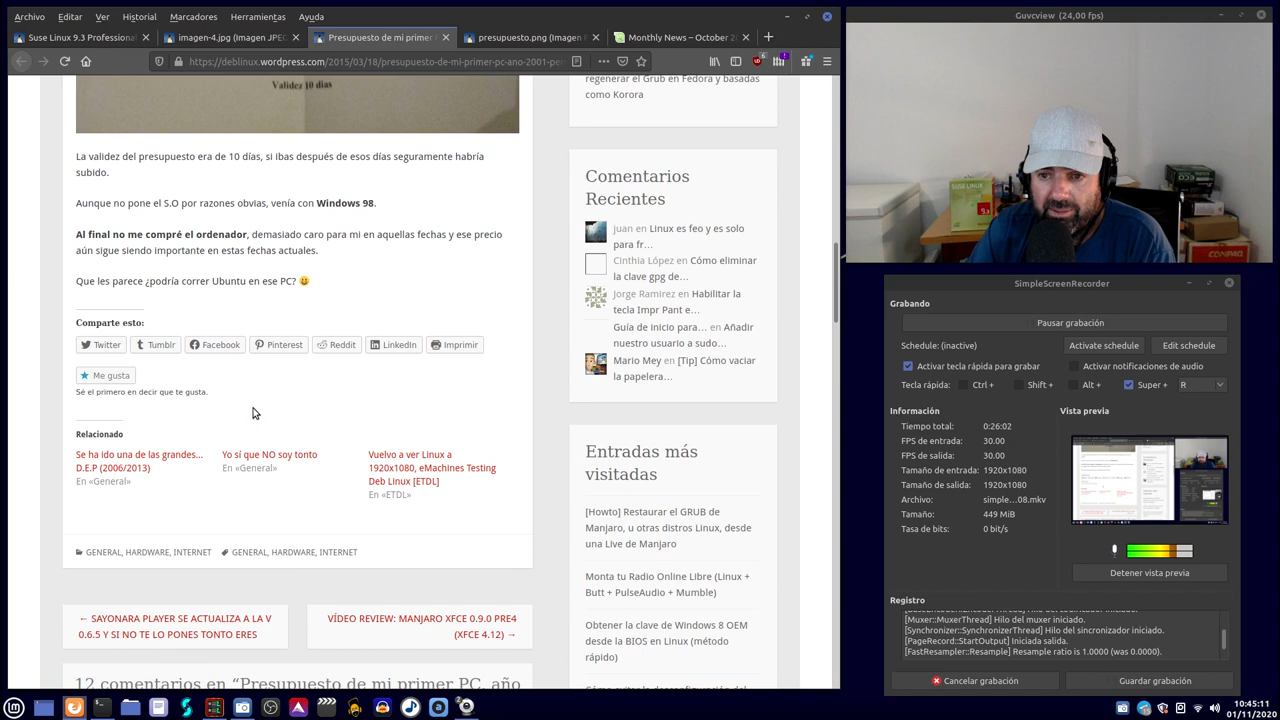 Archivo Editar Ver Historial Marcadores Herramientas Ayuda
Suse Linux 9.3 Professiona
imagen-4.jpg (Imagen JPEG
Presupuesto de mi primer P
presupuesto.png (Imagen P
Monthly News – October 20
https://deblinux.wordpress.com/2015/03/18/presupuesto-de-mi-primer-pc-ano-2001-pen
Validez 10 dias
La validez del presupuesto era de 10 días, si ibas después de esos días seguramente habría
subido.
Aunque no pone el S.O por razones obvias, venía con Windows 98.
Al final no me compré el ordenador, demasiado caro para mi en aquellas fechas y ese precio
aún sigue siendo importante en estas fechas actuales.
Que les parece ¿podría correr Ubuntu en ese PC?
Comparte esto:
Twitter Tumblr Facebook Pinterest Reddit LinkedIn Imprimir
Me gusta
Sé el primero en decir que te gusta.
Relacionado
Se ha ido una de las grandes…
D.E.P (2006/2013)
En «General»
Yo sí que NO soy tonto
En «General»
Vuelvo a ver Linux a
1920x1080, eMachines Testing
Deb Linux [ETDL]
En «ETDL»
GENERAL, HARDWARE, INTERNET GENERAL, HARDWARE, INTERNET
← SAYONARA PLAYER SE ACTUALIZA A LA V
0.6.5 Y SI NO TE LO PONES TONTO ERES
VÍDEO REVIEW: MANJARO XFCE 0.9.0 PRE4
(XFCE 4.12) →
12 comentarios en “Presupuesto de mi primer PC, año
regenerar el Grub en Fedora y basadas
como Korora
Comentarios
Recientes
juan en Linux es feo y es solo
para fr…
Cinthia López en Cómo eliminar
la clave gpg de…
Jorge Ramirez en Habilitar la
tecla Impr Pant e…
Guía de inicio para… en Añadir
nuestro usuario a sudo…
Mario Mey en [Tip] Cómo vaciar
la papelera…
Entradas más
visitadas
[Howto] Restaurar el GRUB de
Manjaro, u otras distros Linux, desde
una Live de Manjaro
Monta tu Radio Online Libre (Linux +
Butt + PulseAudio + Mumble)
Obtener la clave de Windows 8 OEM
desde la BIOS en Linux (método
rápido)
Guvcview (24,00 fps)
SUSE LINUX
9.3
COMPAQ
SimpleScreenRecorder
Grabando
Pausar grabación
Schedule: (inactive) Activate schedule Edit schedule
Activar tecla rápida para grabar Activar notificaciones de audio
Tecla rápida: Ctrl + Shift + Alt + Super + R
Información
Tiempo total: 0:26:02
FPS de entrada: 30.00
FPS de salida: 30.00
Tamaño de entrada: 1920x1080
Tamaño de salida: 1920x1080
Archivo: simple…08.mkv
Tamaño: 449 MiB
Tasa de bits: 0 bit/s
Vista previa
Detener vista previa
Registro
[Muxer::MuxerThread] Hilo del muxer iniciado.
[Synchronizer::SynchronizerThread] Hilo del sincronizador iniciado.
[PageRecord::StartOutput] Iniciada salida.
[FastResampler::Resample] Resample ratio is 1.0000 (was 0.0000).
Cancelar grabación Guardar grabación
10:45:11
01/11/2020